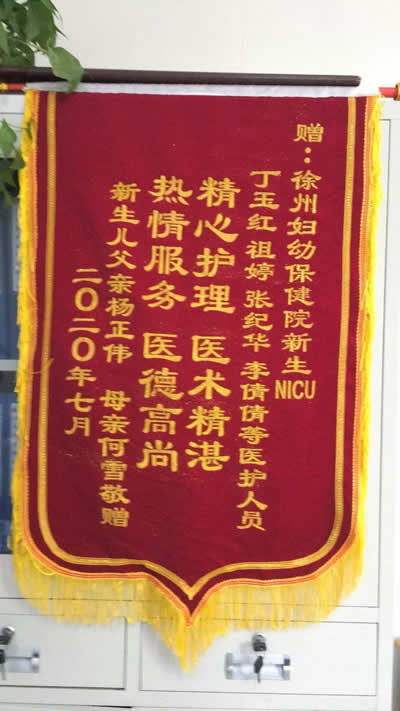 赠：徐州妇幼保健院新生NICU
丁玉红 祖婷 张纪华 李倩倩等医护人员
精心护理 医术精湛
热情服务 医德高尚
新生儿父亲杨正伟 母亲何雪敬赠
二〇二〇年七月